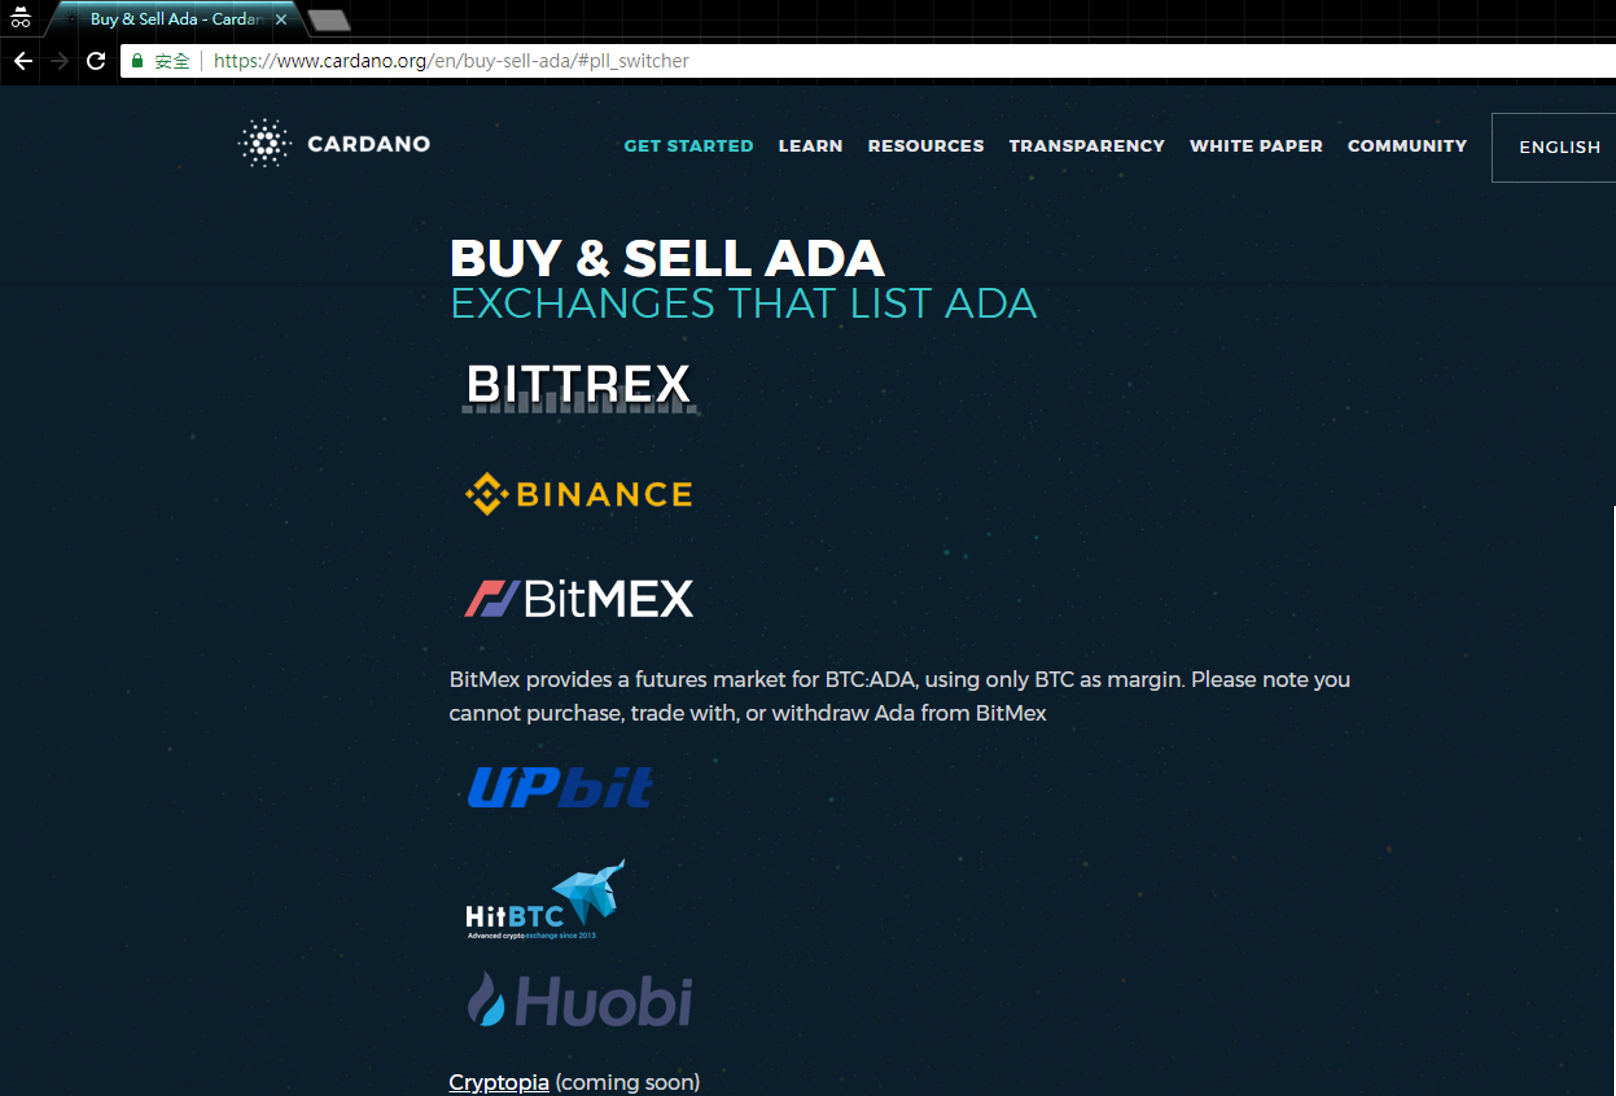 Buy & Sell Ada - Cardan
安全 | https://www.cardano.org/en/buy-sell-ada/#pll_switcher
CARDANO
GET STARTED LEARN RESOURCES TRANSPARENCY WHITE PAPER COMMUNITY ENGLISH
BUY & SELL ADA
EXCHANGES THAT LIST ADA
BITTREX
BINANCE
BitMEX
BitMex provides a futures market for BTC:ADA, using only BTC as margin. Please note you
cannot purchase, trade with, or withdraw Ada from BitMex
UPbit
HitBTC
Advanced crypto exchange since 2013
Huobi
Cryptopia (coming soon)